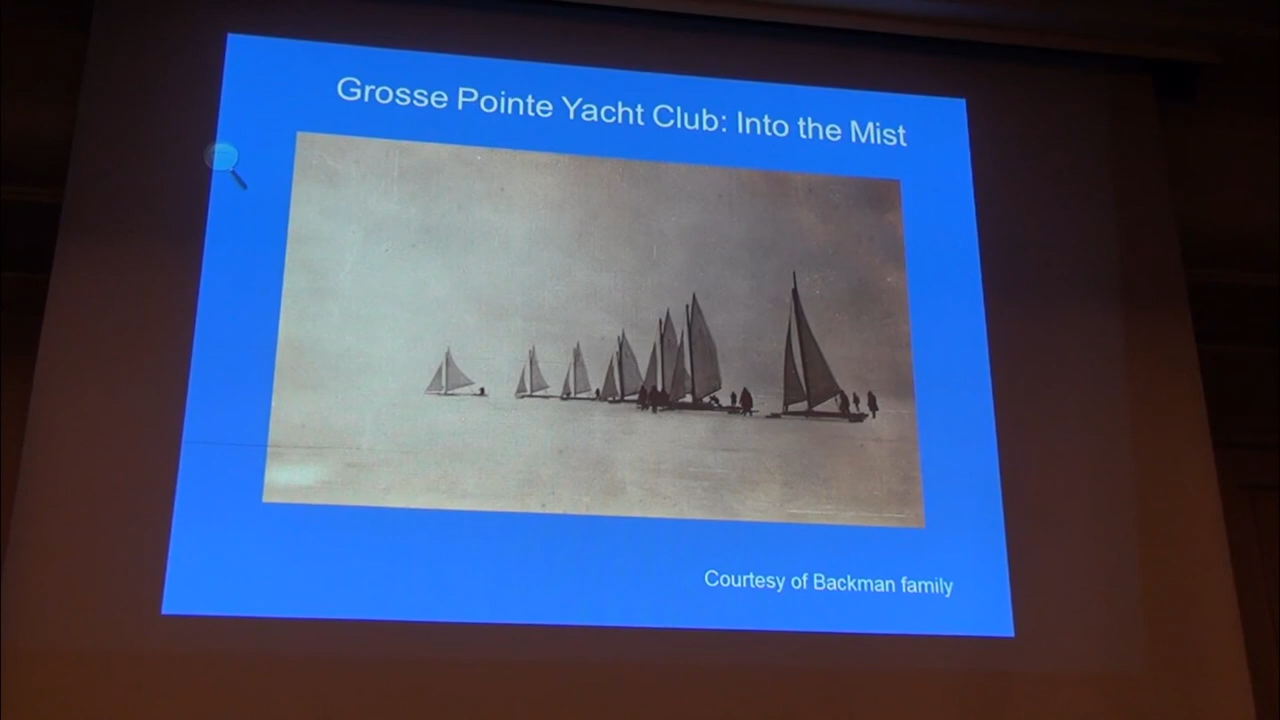 Grosse Pointe Yacht Club: Into the Mist
Courtesy of Backman family